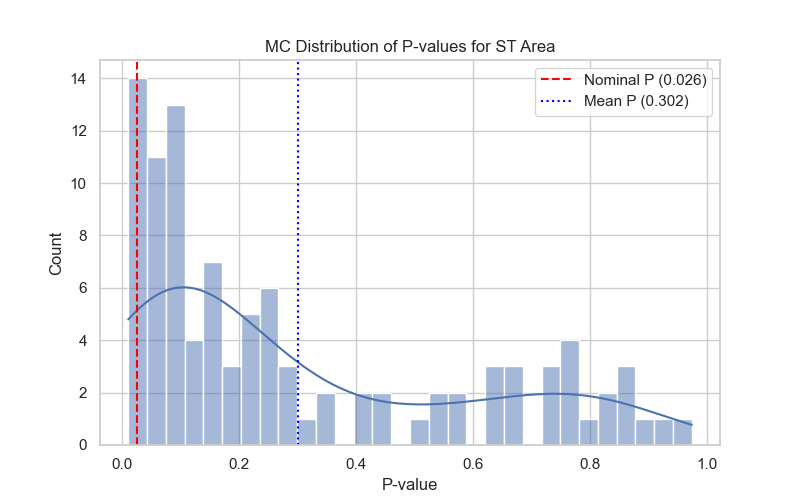 MC Distribution of P-values for ST Area
Nominal P (0.026)
Mean P (0.302)
Count
14
12
10
8
6
4
2
0
0.0 0.2 0.4 0.6 0.8 1.0
P-value